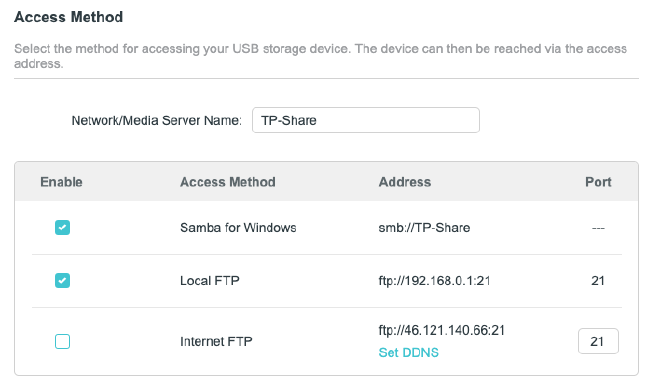 Access Method
Select the method for accessing your USB storage device. The device can then be reached via the access
address.
Network/Media Server Name: TP-Share
Enable Access Method Address Port
Samba for Windows smb://TP-Share ---
Local FTP ftp://192.168.0.1:21 21
Internet FTP ftp://46.121.140.66:21 21
Set DDNS